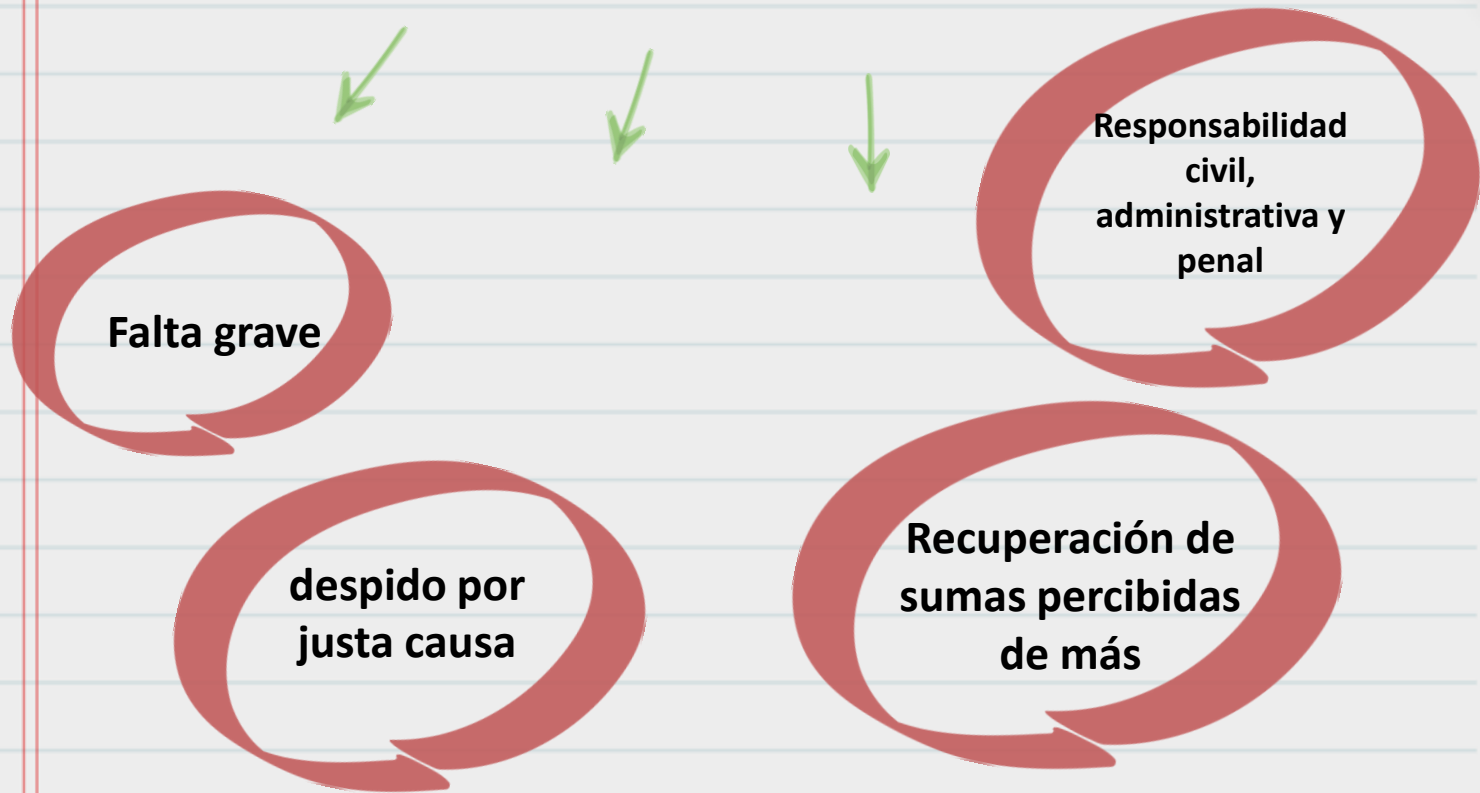 Responsabilidad
civil,
administrativa y
penal
Falta grave
despido por
justa causa
Recuperación de
sumas percibidas
de más